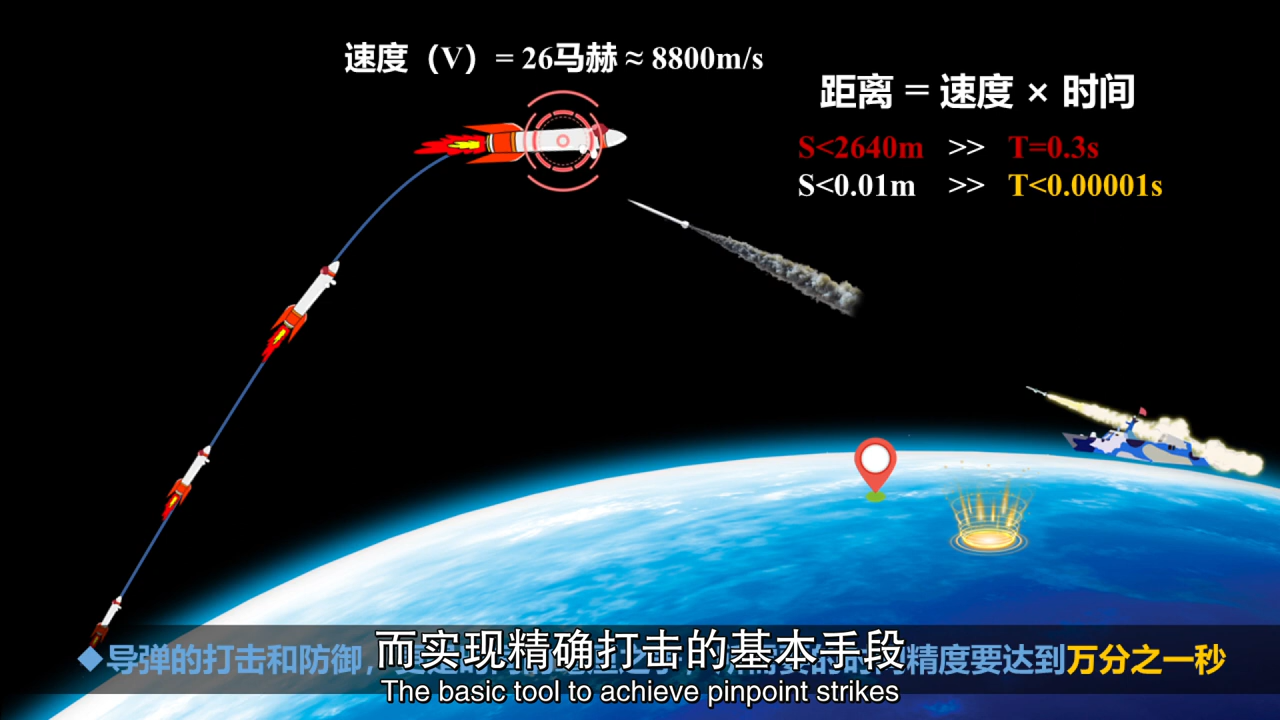 速度（V）= 26马赫 ≈ 8800m/s
距离 = 速度 × 时间
S<2640m >> T=0.3s
S<0.01m >> T<0.00001s
而实现精确打击的基本手段
◆导弹的打击和防御，精度要达到万分之一秒
The basic tool to achieve pinpoint strikes